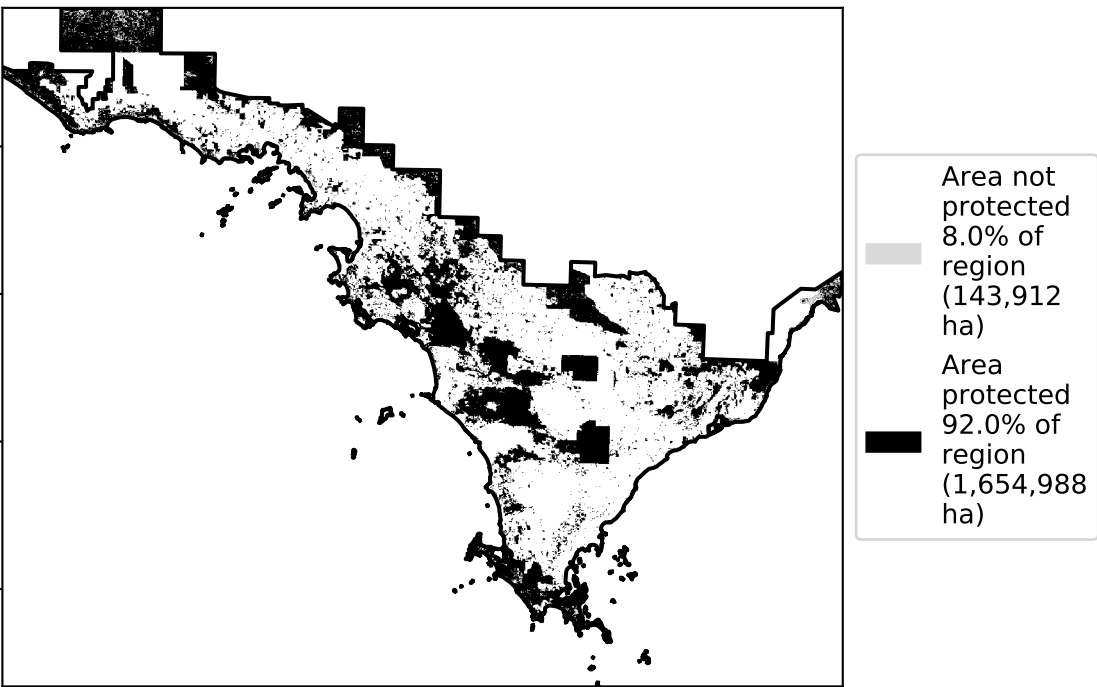 Area not
protected
8.0% of
region
(143,912
ha)
Area
protected
92.0% of
region
(1,654,988
ha)